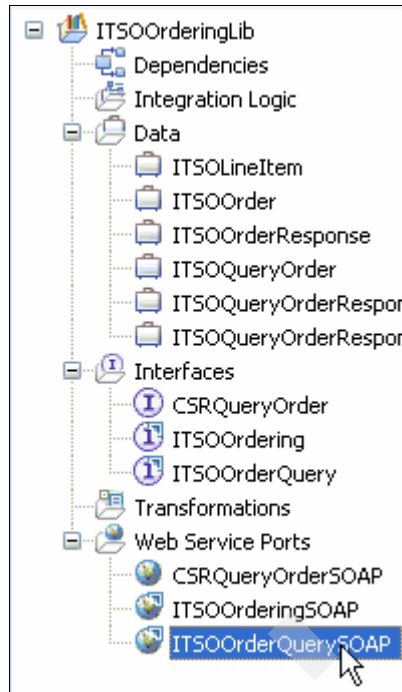 ITSOOrderingLib
Dependencies
Integration Logic
Data
ITSOLineItem
ITSOOrder
ITSOOrderResponse
ITSOQueryOrder
ITSOQueryOrderRespor
ITSOQueryOrderRespor
Interfaces
CSRQueryOrder
ITSOOrdering
ITSOOrderQuery
Transformations
Web Service Ports
CSRQueryOrderSOAP
ITSOOrderingSOAP
ITSOOrderQuerySOAP